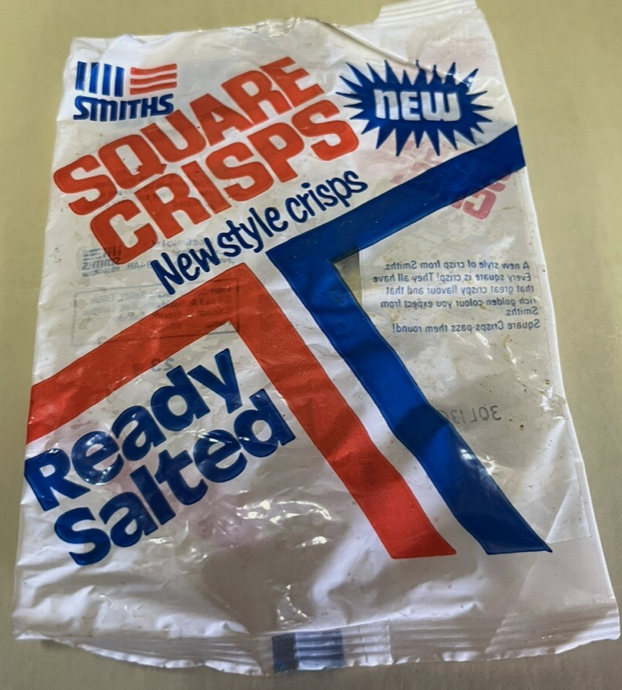 SMITHS
SQUARE
CRISPS
NEW
New style crisps
Ready
Salted
A new style of crisp from Smiths.
Every square is crisp! They all have
that great crispy flavour and that
rich golden colour you expect from
Smiths.
Square Crisps-pass them round!
30L13